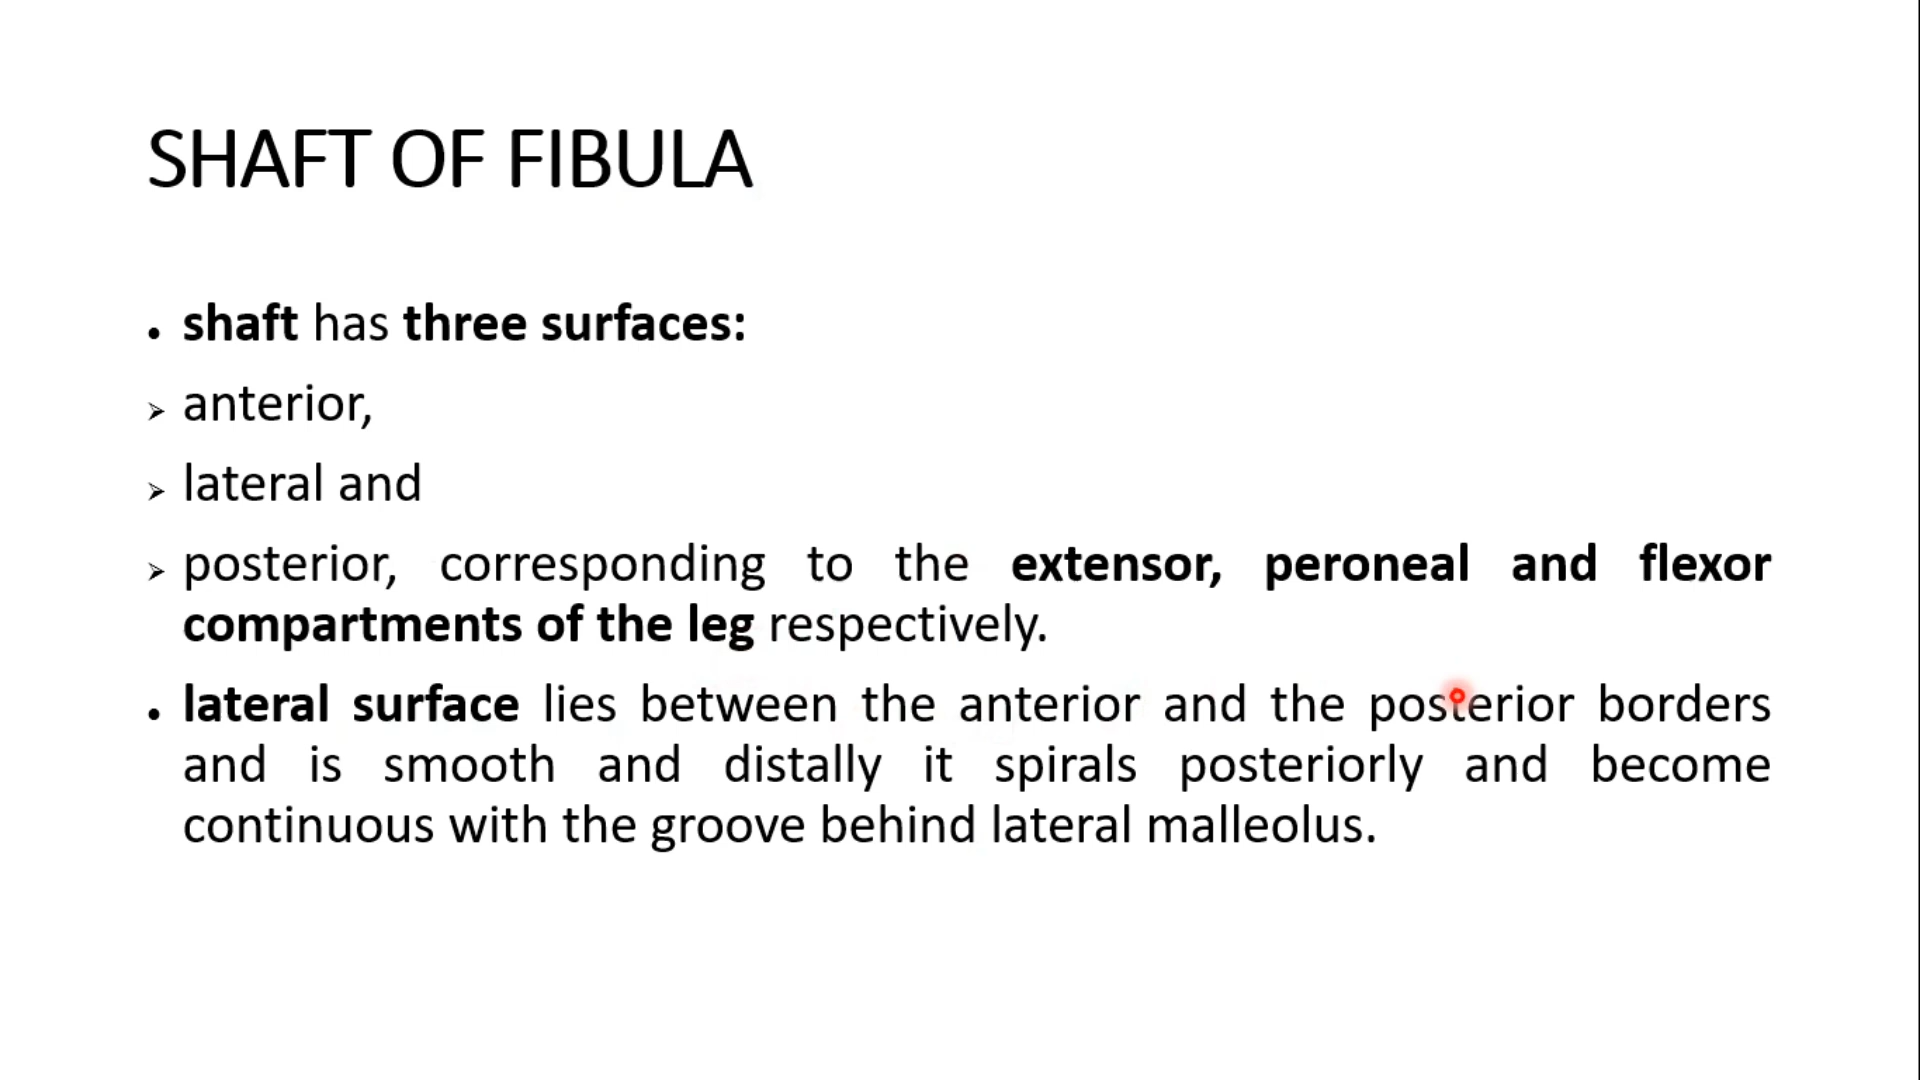 SHAFT OF FIBULA
• shaft has three surfaces:
➢ anterior,
➢ lateral and
➢ posterior, corresponding to the extensor, peroneal and flexor
compartments of the leg respectively.
• lateral surface lies between the anterior and the posterior borders
and is smooth and distally it spirals posteriorly and become
continuous with the groove behind lateral malleolus.